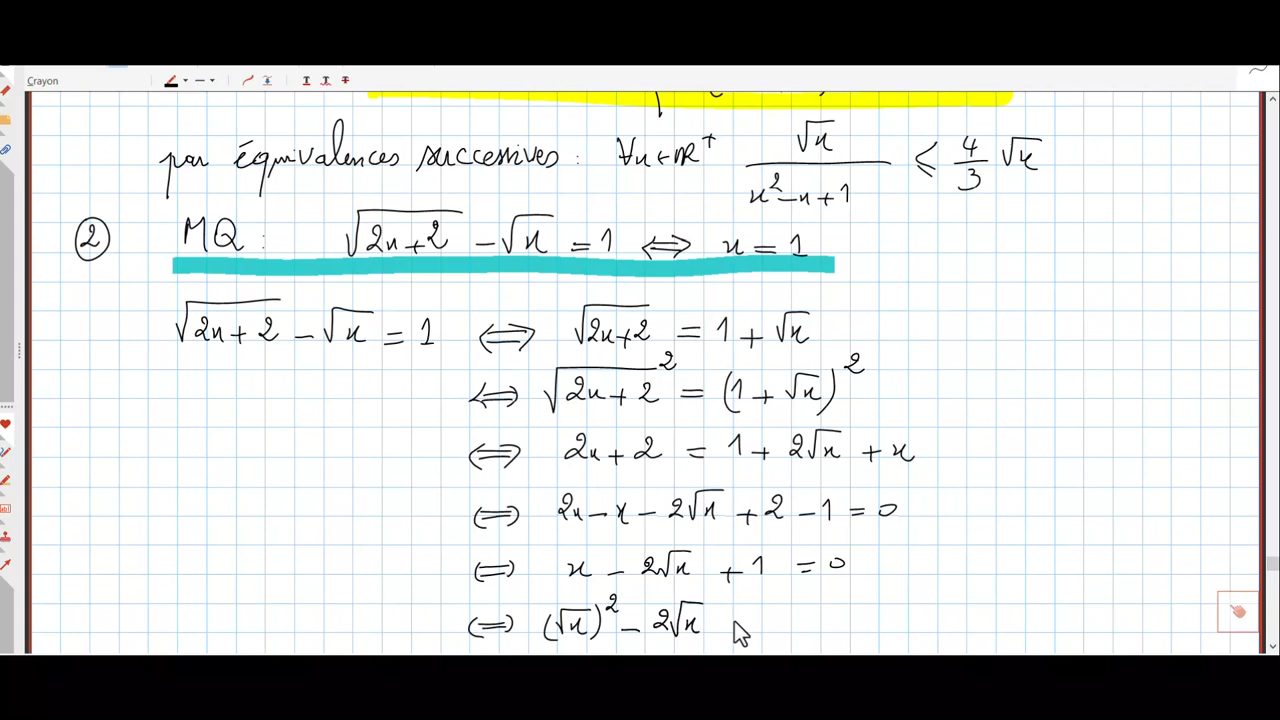 Crayon
par équivalences successives : ∀x∈ℝ⁺ √x / (x²-x+1) ⩽ 4/3 √x
② MQ : √(2x+2) - √x = 1 ⟺ x = 1
√(2x+2) - √x = 1 ⟺ √(2x+2) = 1 + √x
⟺ √(2x+2)² = (1 + √x)²
⟺ 2x+2 = 1 + 2√x + x
⟺ 2x - x - 2√x + 2 - 1 = 0
⟺ x - 2√x + 1 = 0
⟺ (√x)² - 2√x